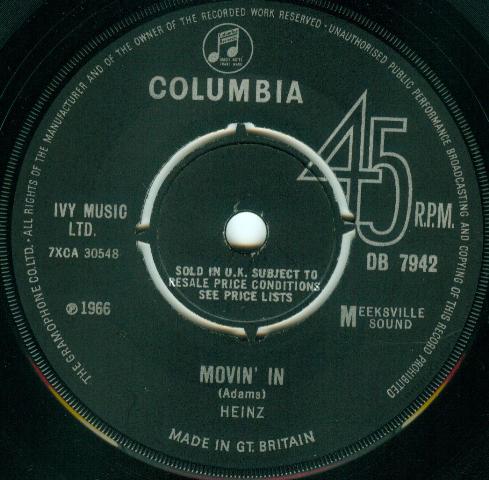 ALL RIGHTS OF THE MANUFACTURER AND OF THE OWNER OF THE RECORDED WORK RESERVED · UNAUTHORISED PUBLIC PERFORMANCE BROADCASTING AND COPYING OF THIS RECORD PROHIBITED
THE GRAMOPHONE CO. LTD. ·
COLUMBIA
45
R.P.M.
IVY MUSIC
LTD.
7XCA 30548
DB 7942
SOLD IN U.K. SUBJECT TO
RESALE PRICE CONDITIONS
SEE PRICE LISTS
℗ 1966
MEEKSVILLE
SOUND
MOVIN' IN
(Adams)
HEINZ
MADE IN GT. BRITAIN